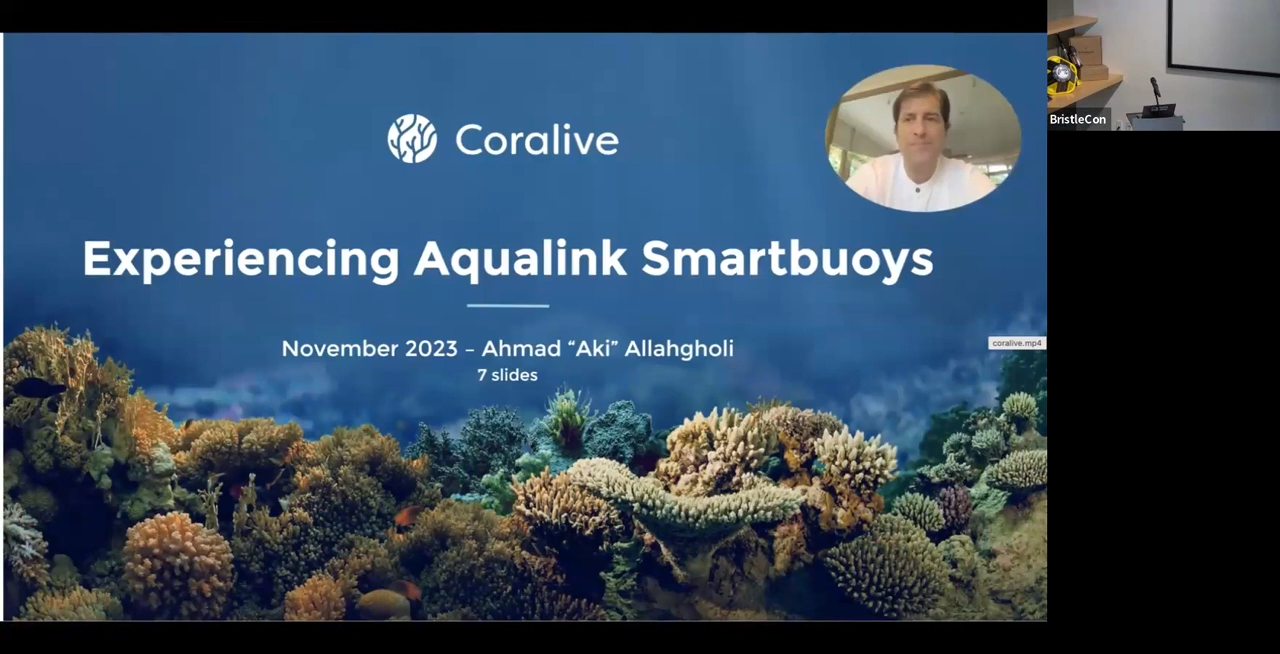 Coralive
Experiencing Aqualink Smartbuoys
November 2023 – Ahmad “Aki” Allahgholi
7 slides
coralive.mp4
BristleCon